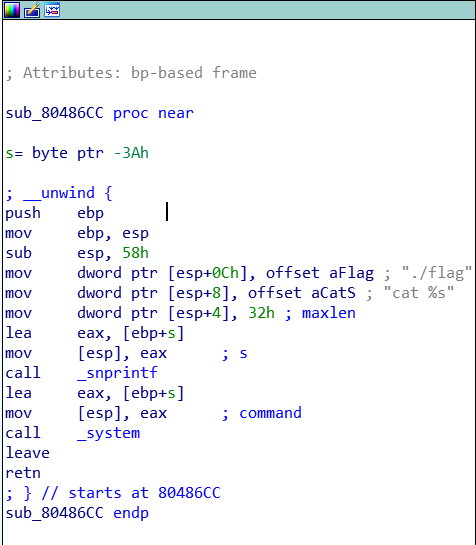 ; Attributes: bp-based frame
sub_80486CC proc near
s= byte ptr -3Ah
; __unwind {
push    ebp
mov     ebp, esp
sub     esp, 58h
mov     dword ptr [esp+0Ch], offset aFlag ; "./flag"
mov     dword ptr [esp+8], offset aCatS ; "cat %s"
mov     dword ptr [esp+4], 32h ; maxlen
lea     eax, [ebp+s]
mov     [esp], eax      ; s
call    _snprintf
lea     eax, [ebp+s]
mov     [esp], eax      ; command
call    _system
leave
retn
; } // starts at 80486CC
sub_80486CC endp